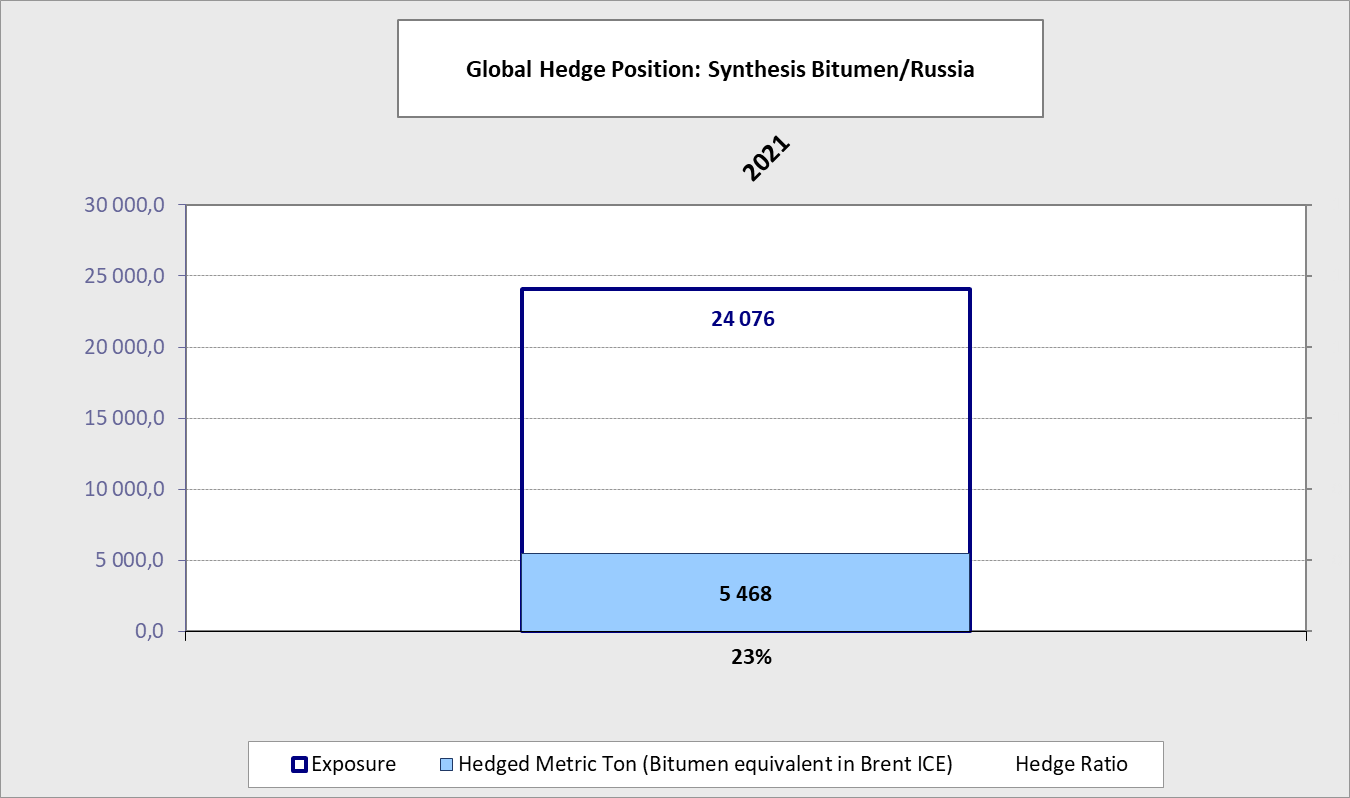 Global Hedge Position: Synthesis Bitumen/Russia
2021
30 000,0
25 000,0
20 000,0
15 000,0
10 000,0
5 000,0
0,0
24 076
5 468
23%
Exposure
Hedged Metric Ton (Bitumen equivalent in Brent ICE)
Hedge Ratio